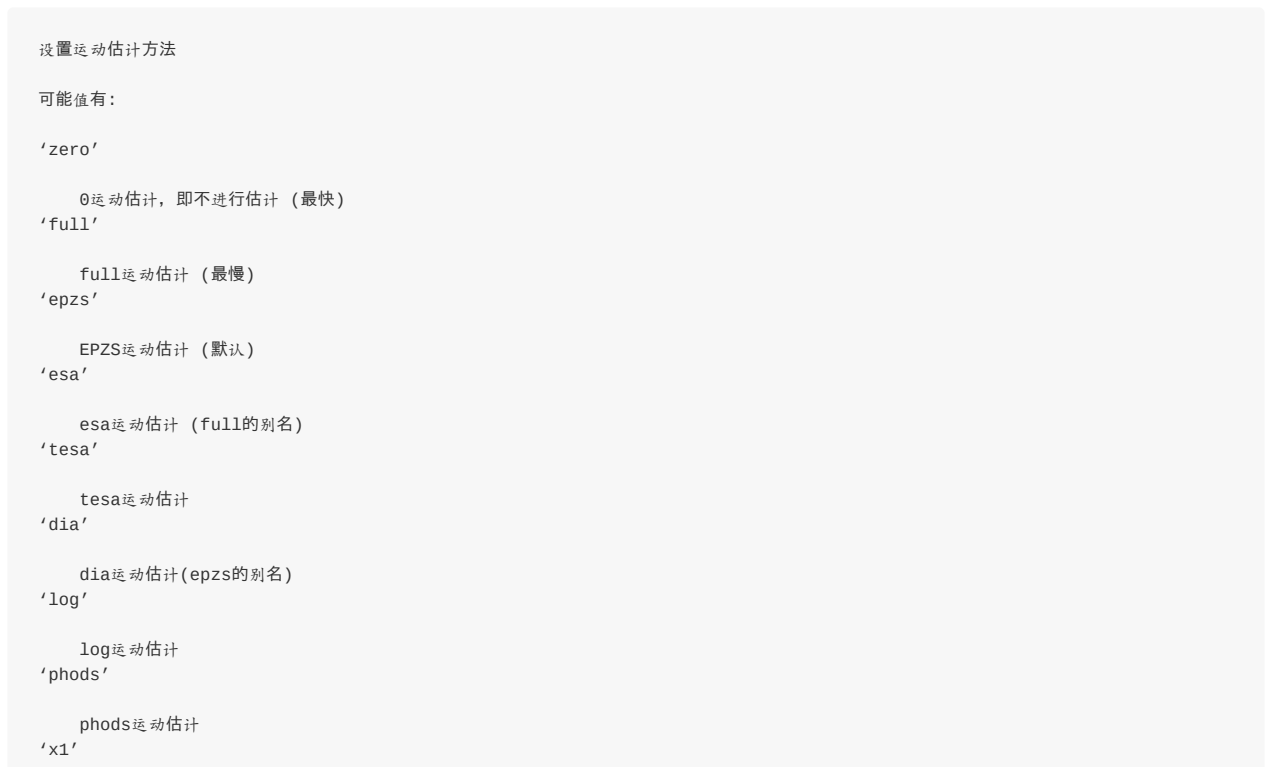 设置运动估计方法
可能值有:
‘zero’
0运动估计，即不进行估计 (最快)
‘full’
full运动估计 (最慢)
‘epzs’
EPZS运动估计 (默认)
‘esa’
esa运动估计 (full的别名)
‘tesa’
tesa运动估计
‘dia’
dia运动估计(epzs的别名)
‘log’
log运动估计
‘phods’
phods运动估计
‘x1’